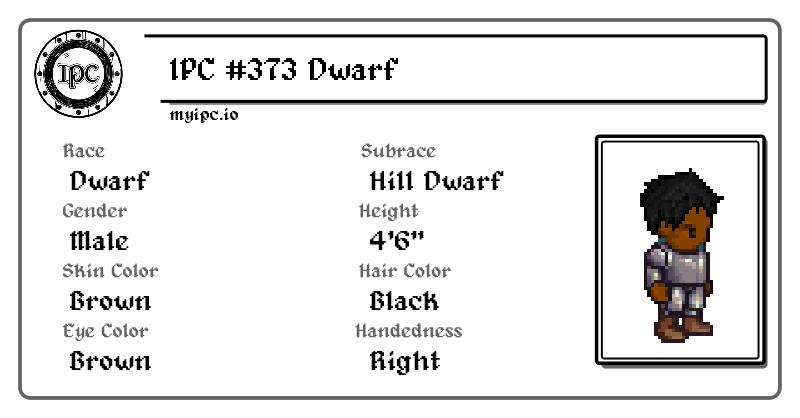 IPC
IPC #373 Dwarf
myipc.io
Race
Dwarf
Subrace
Hill Dwarf
Gender
Male
Height
4'6"
Skin Color
Brown
Hair Color
Black
Eye Color
Brown
Handedness
Right